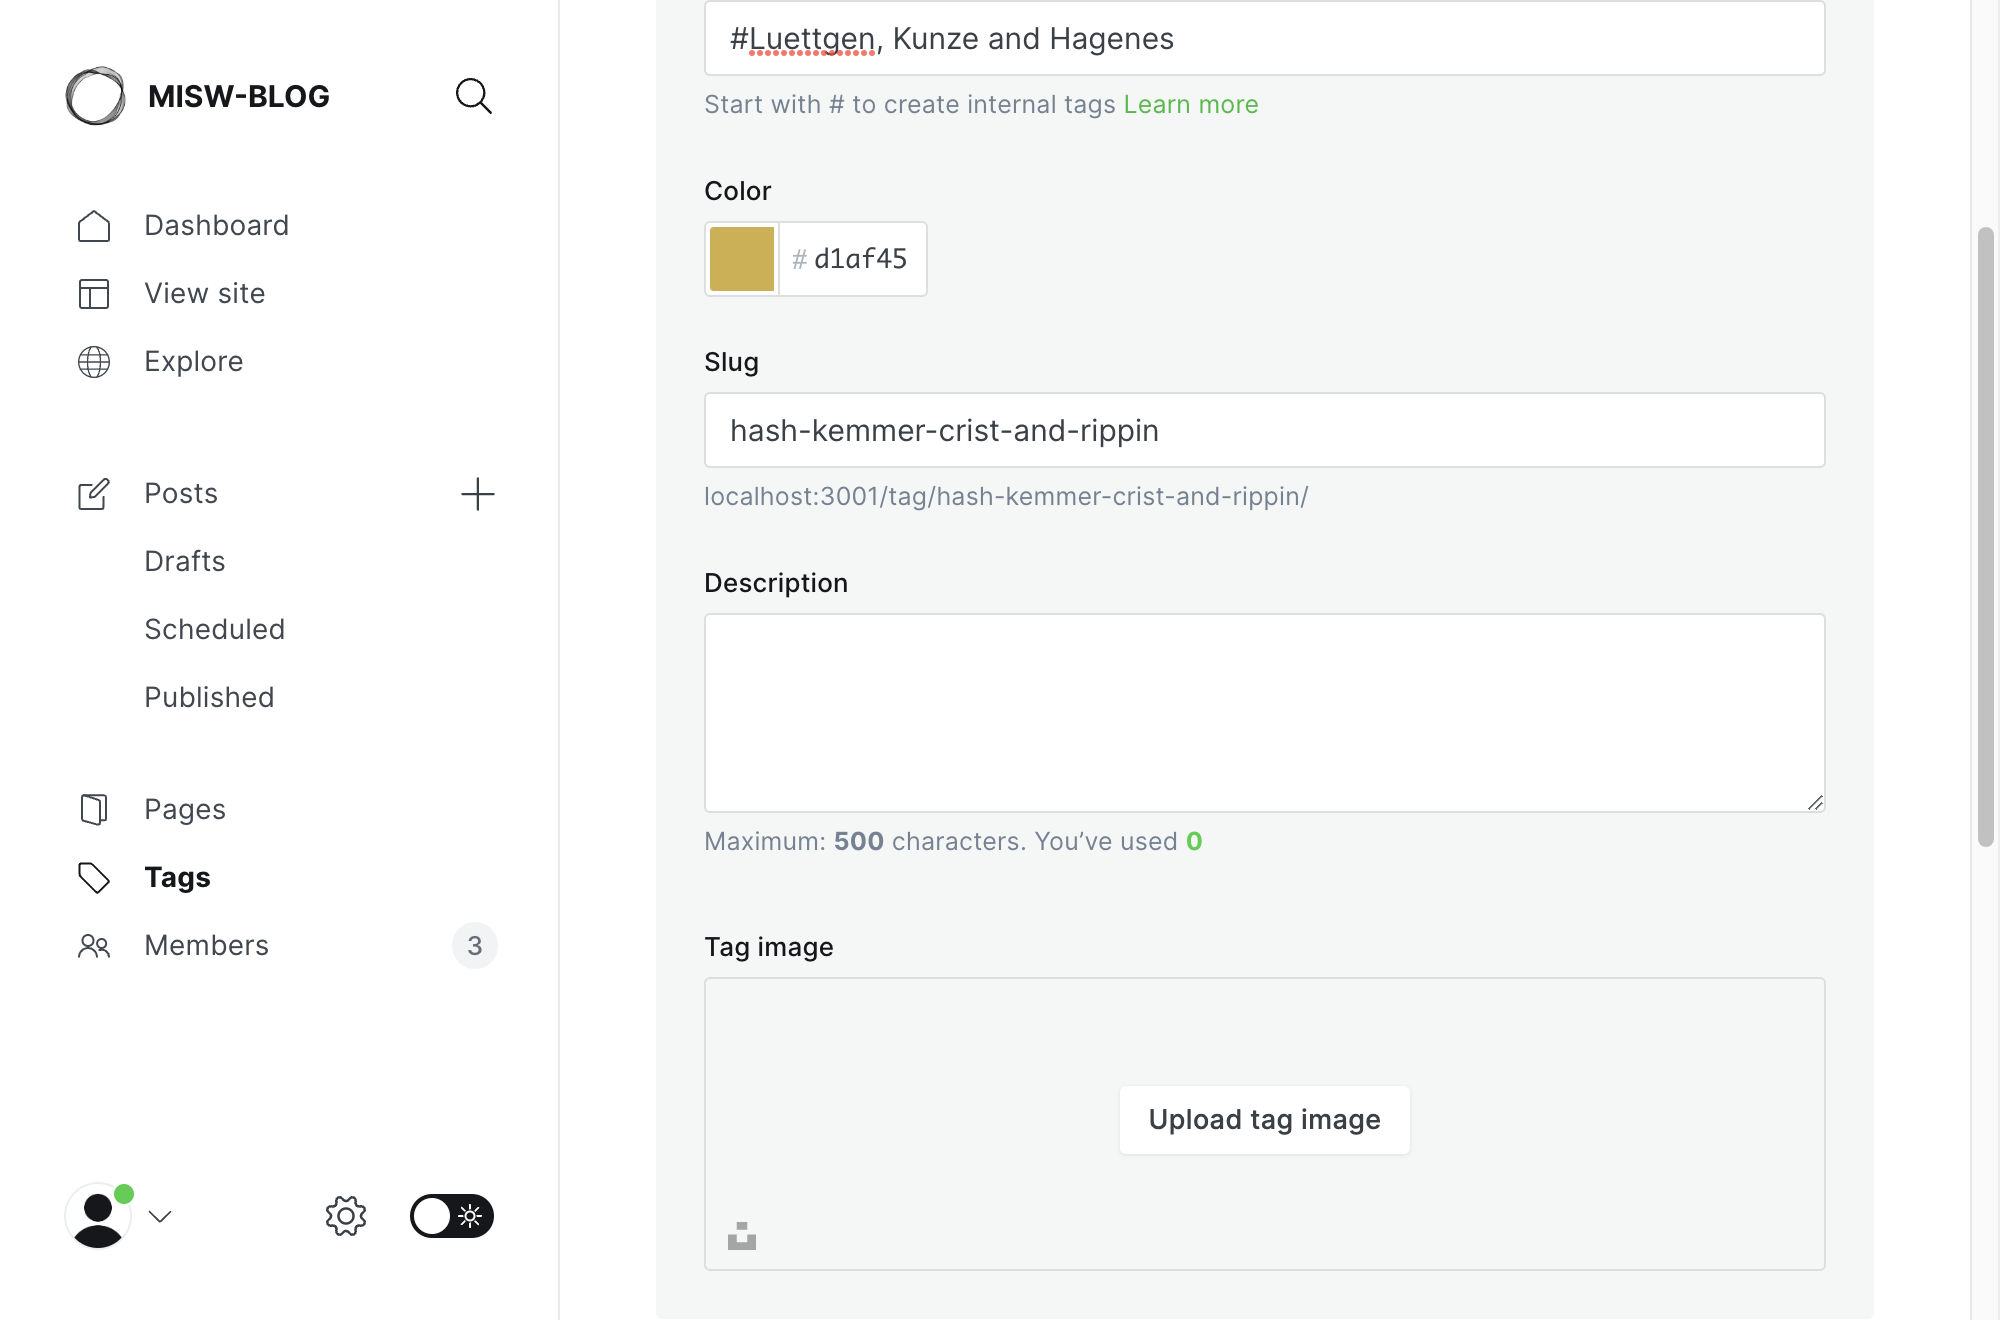 MISW-BLOG
Dashboard
View site
Explore
Posts
Drafts
Scheduled
Published
Pages
Tags
Members
3
#Luettgen, Kunze and Hagenes
Start with # to create internal tags Learn more
Color
# d1af45
Slug
hash-kemmer-crist-and-rippin
localhost:3001/tag/hash-kemmer-crist-and-rippin/
Description
Maximum: 500 characters. You’ve used 0
Tag image
Upload tag image